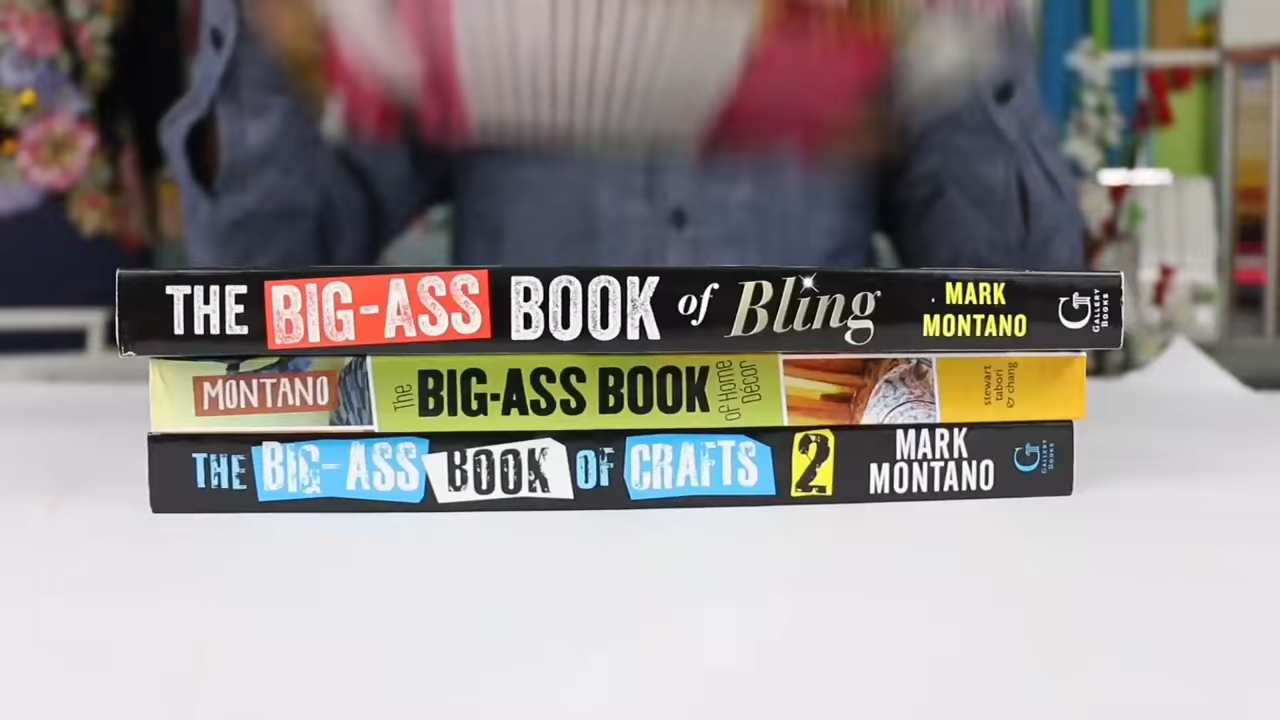 THE BIG-ASS BOOK of Bling MARK MONTANO G GALLERY BOOKS
MONTANO The BIG-ASS BOOK of Home Décor stewart tabori & chang
THE BIG-ASS BOOK OF CRAFTS 2 MARK MONTANO G GALLERY BOOKS